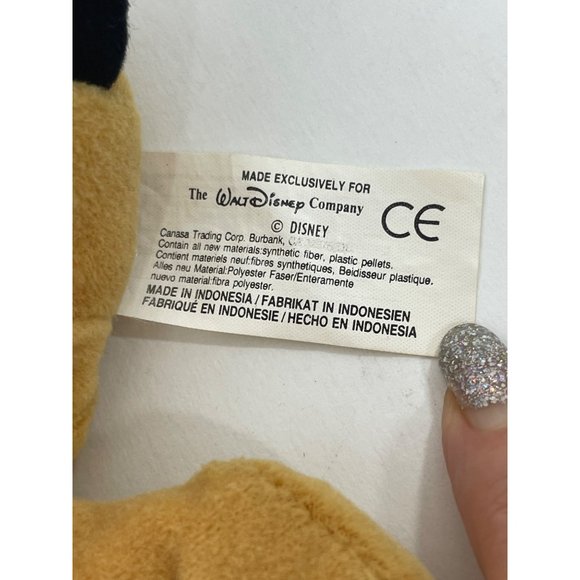 MADE EXCLUSIVELY FOR
The Walt Disney Company
CE
© DISNEY
Canasa Trading Corp. Burbank, CA
Contain all new materials:synthetic fiber, plastic pellets.
Contient materiels neuf:fibres synthetiques, Beidisseur plastique.
Alles neu Material:Polyester Faser/Enteramente
nuevo material:fibra polyester.
MADE IN INDONESIA / FABRIKAT IN INDONESIEN
FABRIQUÉ EN INDONESIE / HECHO EN INDONESIA